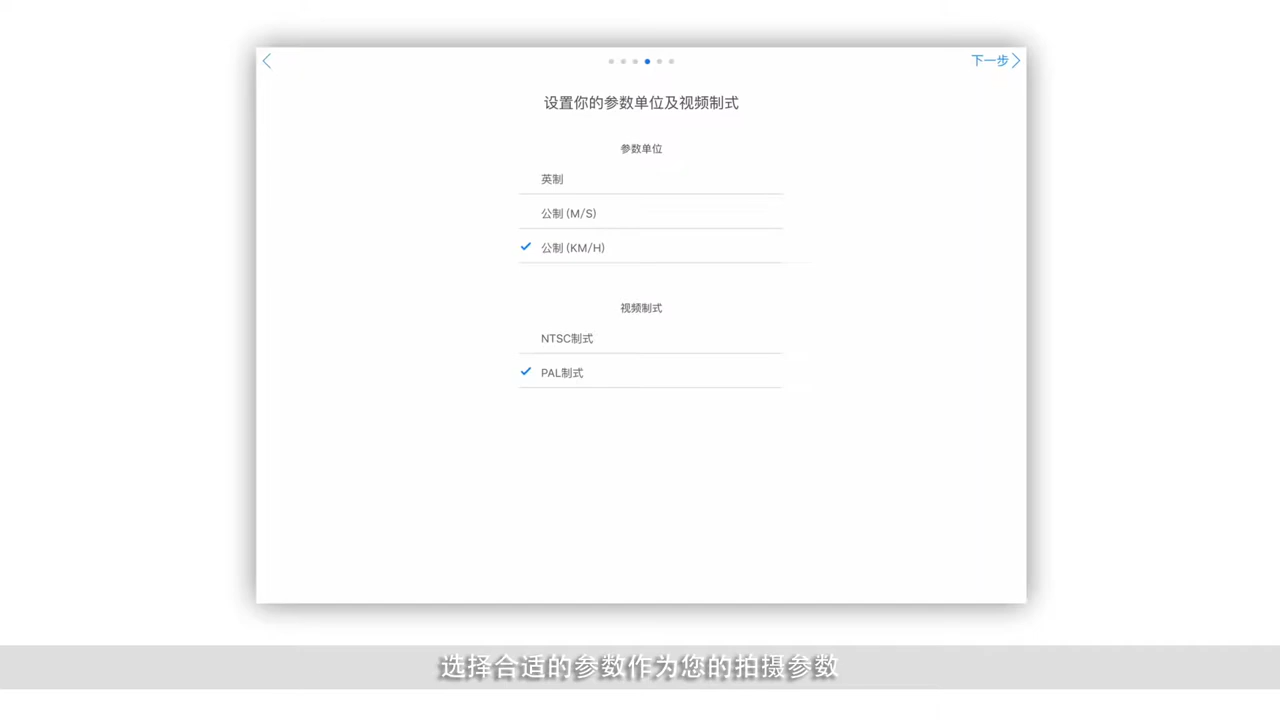 下一步
设置你的参数单位及视频制式
参数单位
英制
公制 (M/S)
公制 (KM/H)
视频制式
NTSC制式
PAL制式
选择合适的参数作为您的拍摄参数